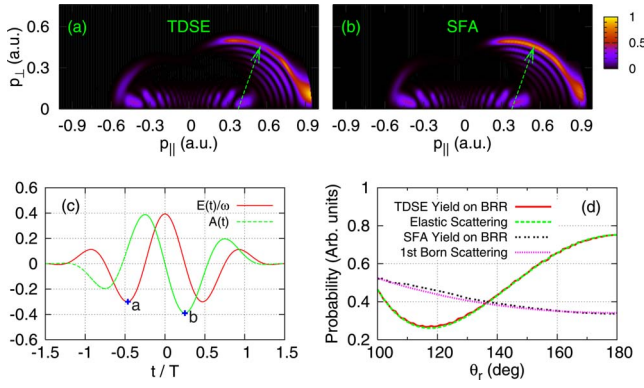 (a) TDSE
(b) SFA
p⊥ (a.u.)
0.6
0.3
0
-0.9 -0.6 -0.3 0 0.3 0.6 0.9
p|| (a.u.)
-0.9 -0.6 -0.3 0 0.3 0.6 0.9
p|| (a.u.)
1
0.5
0
(c)
E(t)/ω
A(t)
0.6
0.4
0.2
0.0
-0.2
-0.4
-0.6
a
b
-1.5 -1 -0.5 0 0.5 1 1.5
t / T
(d)
TDSE Yield on BRR
Elastic Scattering
SFA Yield on BRR
1st Born Scattering
Probability (Arb. units)
1
0.8
0.6
0.4
0.2
100 120 140 160 180
θr (deg)